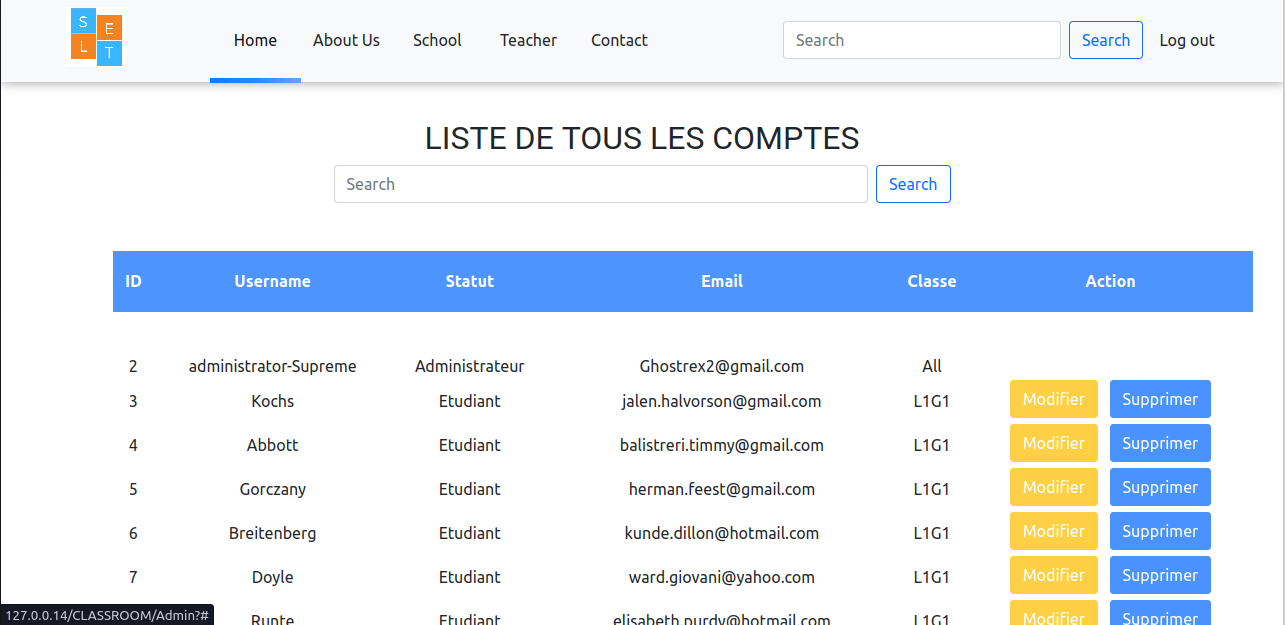 S
E
L
T
Home About Us School Teacher Contact Search Search Log out
LISTE DE TOUS LES COMPTES
Search Search
ID Username Statut Email Classe Action
2 administrator-Supreme Administrateur Ghostrex2@gmail.com All
3 Kochs Etudiant jalen.halvorson@gmail.com L1G1 Modifier Supprimer
4 Abbott Etudiant balistreri.timmy@gmail.com L1G1 Modifier Supprimer
5 Gorczany Etudiant herman.feest@gmail.com L1G1 Modifier Supprimer
6 Breitenberg Etudiant kunde.dillon@hotmail.com L1G1 Modifier Supprimer
7 Doyle Etudiant ward.giovani@yahoo.com L1G1 Modifier Supprimer
Runte Etudiant elisabeth.purdy@hotmail.com L1G1 Modifier Supprimer
127.0.0.14/CLASSROOM/Admin?#